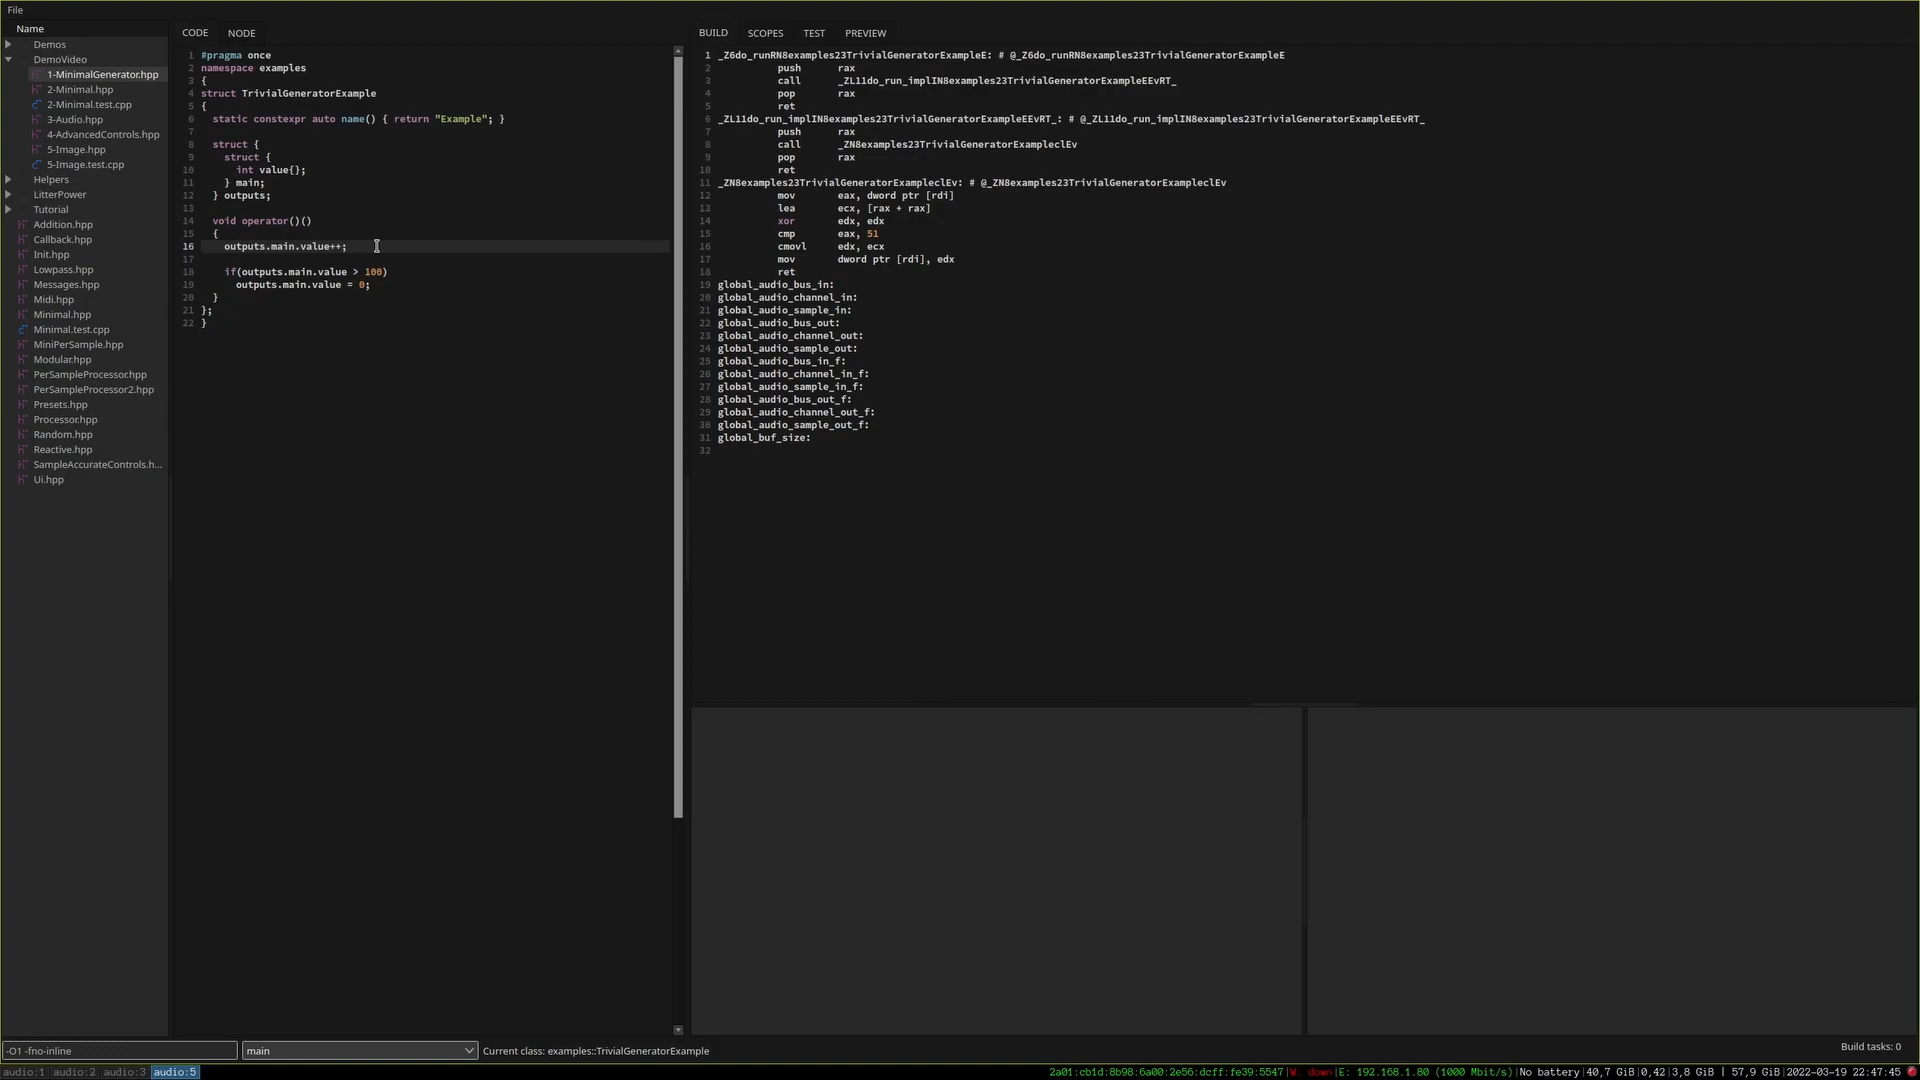 File
Name
Demos
DemoVideo
1-MinimalGenerator.hpp
2-Minimal.hpp
2-Minimal.test.cpp
3-Audio.hpp
4-AdvancedControls.hpp
5-Image.hpp
5-Image.test.cpp
Helpers
LitterPower
Tutorial
Addition.hpp
Callback.hpp
Init.hpp
Lowpass.hpp
Messages.hpp
Midi.hpp
Minimal.hpp
Minimal.test.cpp
MiniPerSample.hpp
Modular.hpp
PerSampleProcessor.hpp
PerSampleProcessor2.hpp
Presets.hpp
Processor.hpp
Random.hpp
Reactive.hpp
SampleAccurateControls.h...
Ui.hpp
CODE NODE
1 #pragma once
2 namespace examples
3 {
4 struct TrivialGeneratorExample
5 {
6 static constexpr auto name() { return "Example"; }
7
8 struct {
9 struct {
10 int value{};
11 } main;
12 } outputs;
13
14 void operator()()
15 {
16 outputs.main.value++;
17
18 if(outputs.main.value > 100)
19 outputs.main.value = 0;
20 }
21 };
22 }
BUILD SCOPES TEST PREVIEW
1 _Z6do_runRN8examples23TrivialGeneratorExampleE: # @_Z6do_runRN8examples23TrivialGeneratorExampleE
2 push rax
3 call _ZL11do_run_implIN8examples23TrivialGeneratorExampleEEvRT_
4 pop rax
5 ret
6 _ZL11do_run_implIN8examples23TrivialGeneratorExampleEEvRT_: # @_ZL11do_run_implIN8examples23TrivialGeneratorExampleEEvRT_
7 push rax
8 call _ZN8examples23TrivialGeneratorExampleclEv
9 pop rax
10 ret
11 _ZN8examples23TrivialGeneratorExampleclEv: # @_ZN8examples23TrivialGeneratorExampleclEv
12 mov eax, dword ptr [rdi]
13 lea ecx, [rax + rax]
14 xor edx, edx
15 cmp eax, 51
16 cmovl edx, ecx
17 mov dword ptr [rdi], edx
18 ret
19 global_audio_bus_in:
20 global_audio_channel_in:
21 global_audio_sample_in:
22 global_audio_bus_out:
23 global_audio_channel_out:
24 global_audio_sample_out:
25 global_audio_bus_in_f:
26 global_audio_channel_in_f:
27 global_audio_sample_in_f:
28 global_audio_bus_out_f:
29 global_audio_channel_out_f:
30 global_audio_sample_out_f:
31 global_buf_size:
32
-O1 -fno-inline main Current class: examples::TrivialGeneratorExample Build tasks: 0
audio:1 audio:2 audio:3 audio:5 2a01:cb1d:8b98:6a00:2e56:dcff:fe39:5547|W: down|E: 192.168.1.80 (1000 Mbit/s)|No battery|40,7 GiB|0,42|3,8 GiB | 57,9 GiB|2022-03-19 22:47:45